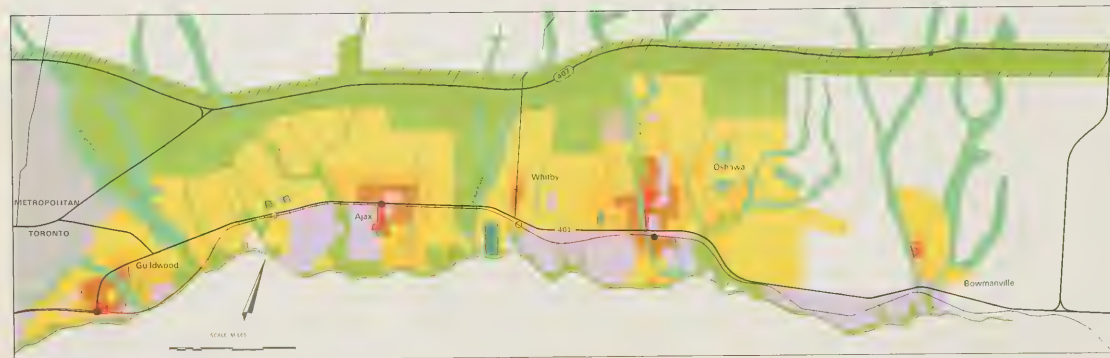 407
METROPOLITAN
TORONTO
Guildwood
Ajax
Whitby
Oshawa
401
Bowmanville
SCALE MILES